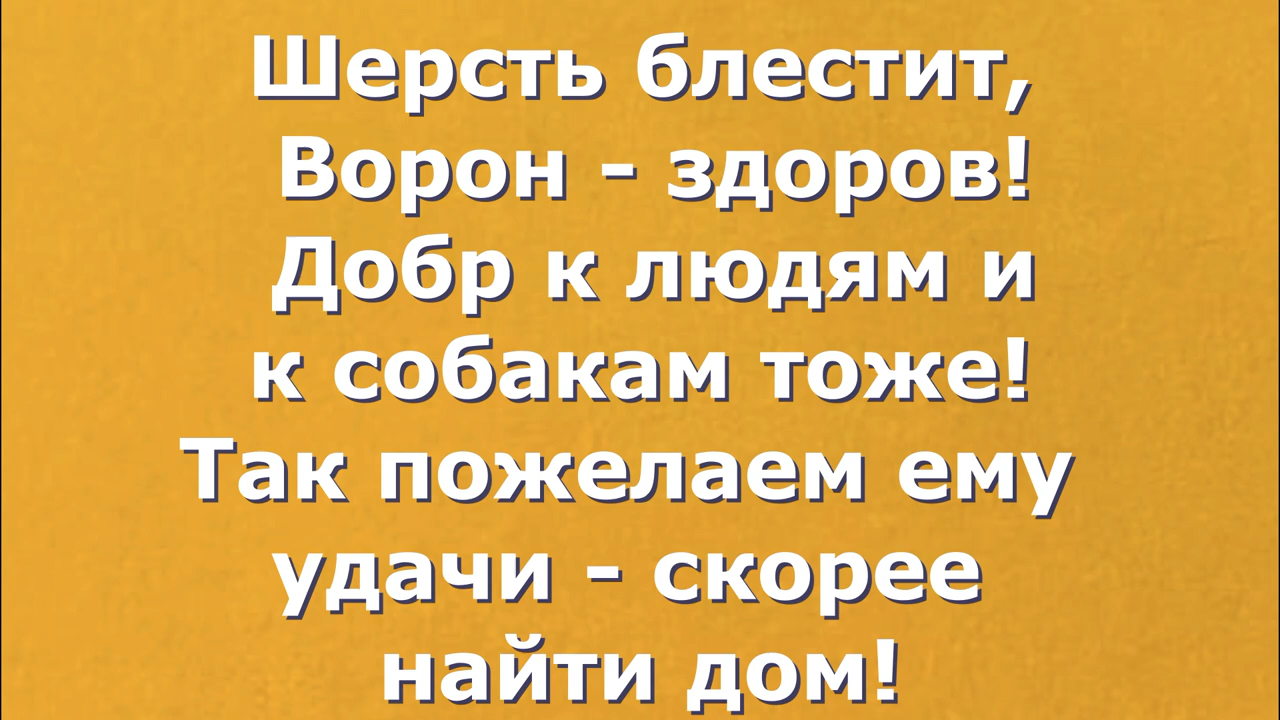 Шерсть блестит,
Ворон - здоров!
Добр к людям и
к собакам тоже!
Так пожелаем ему
удачи - скорее
найти дом!